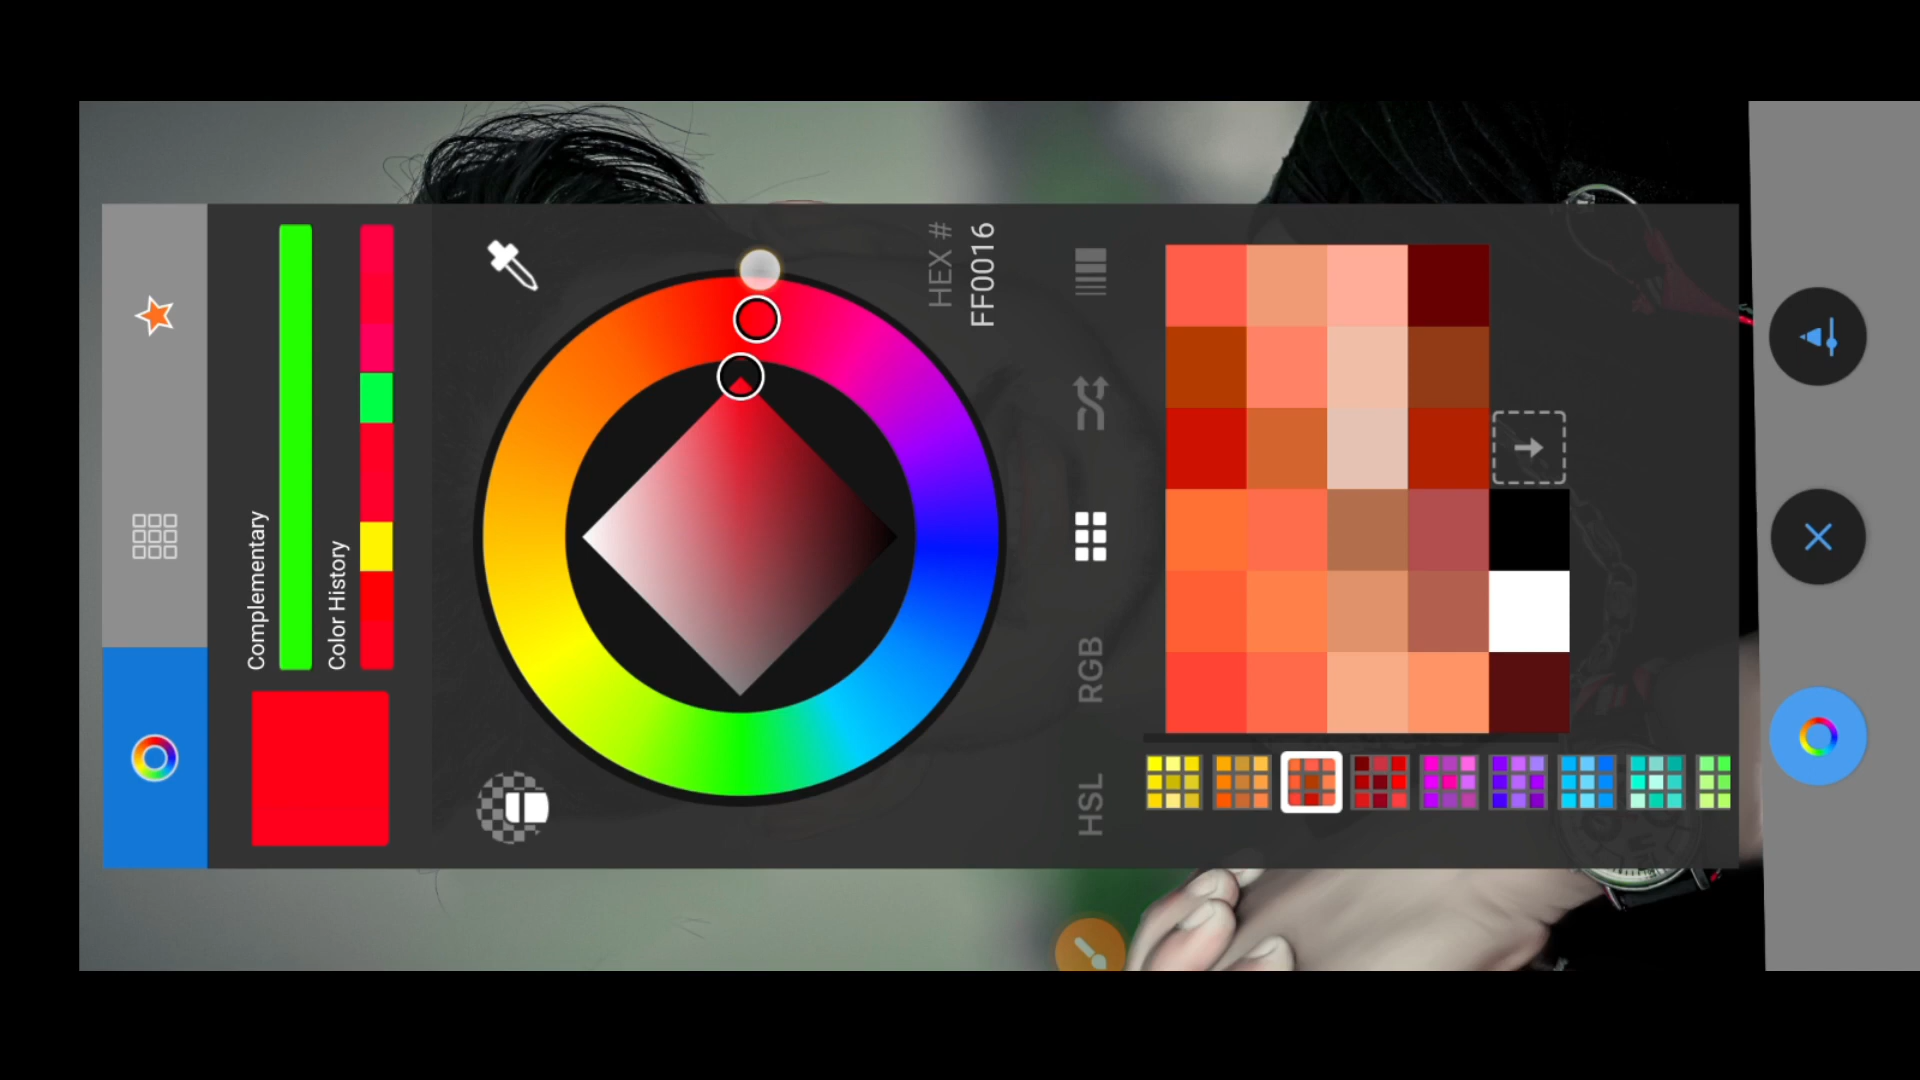 Complementary
Color History
HEX #
FF0016
HSL
RGB